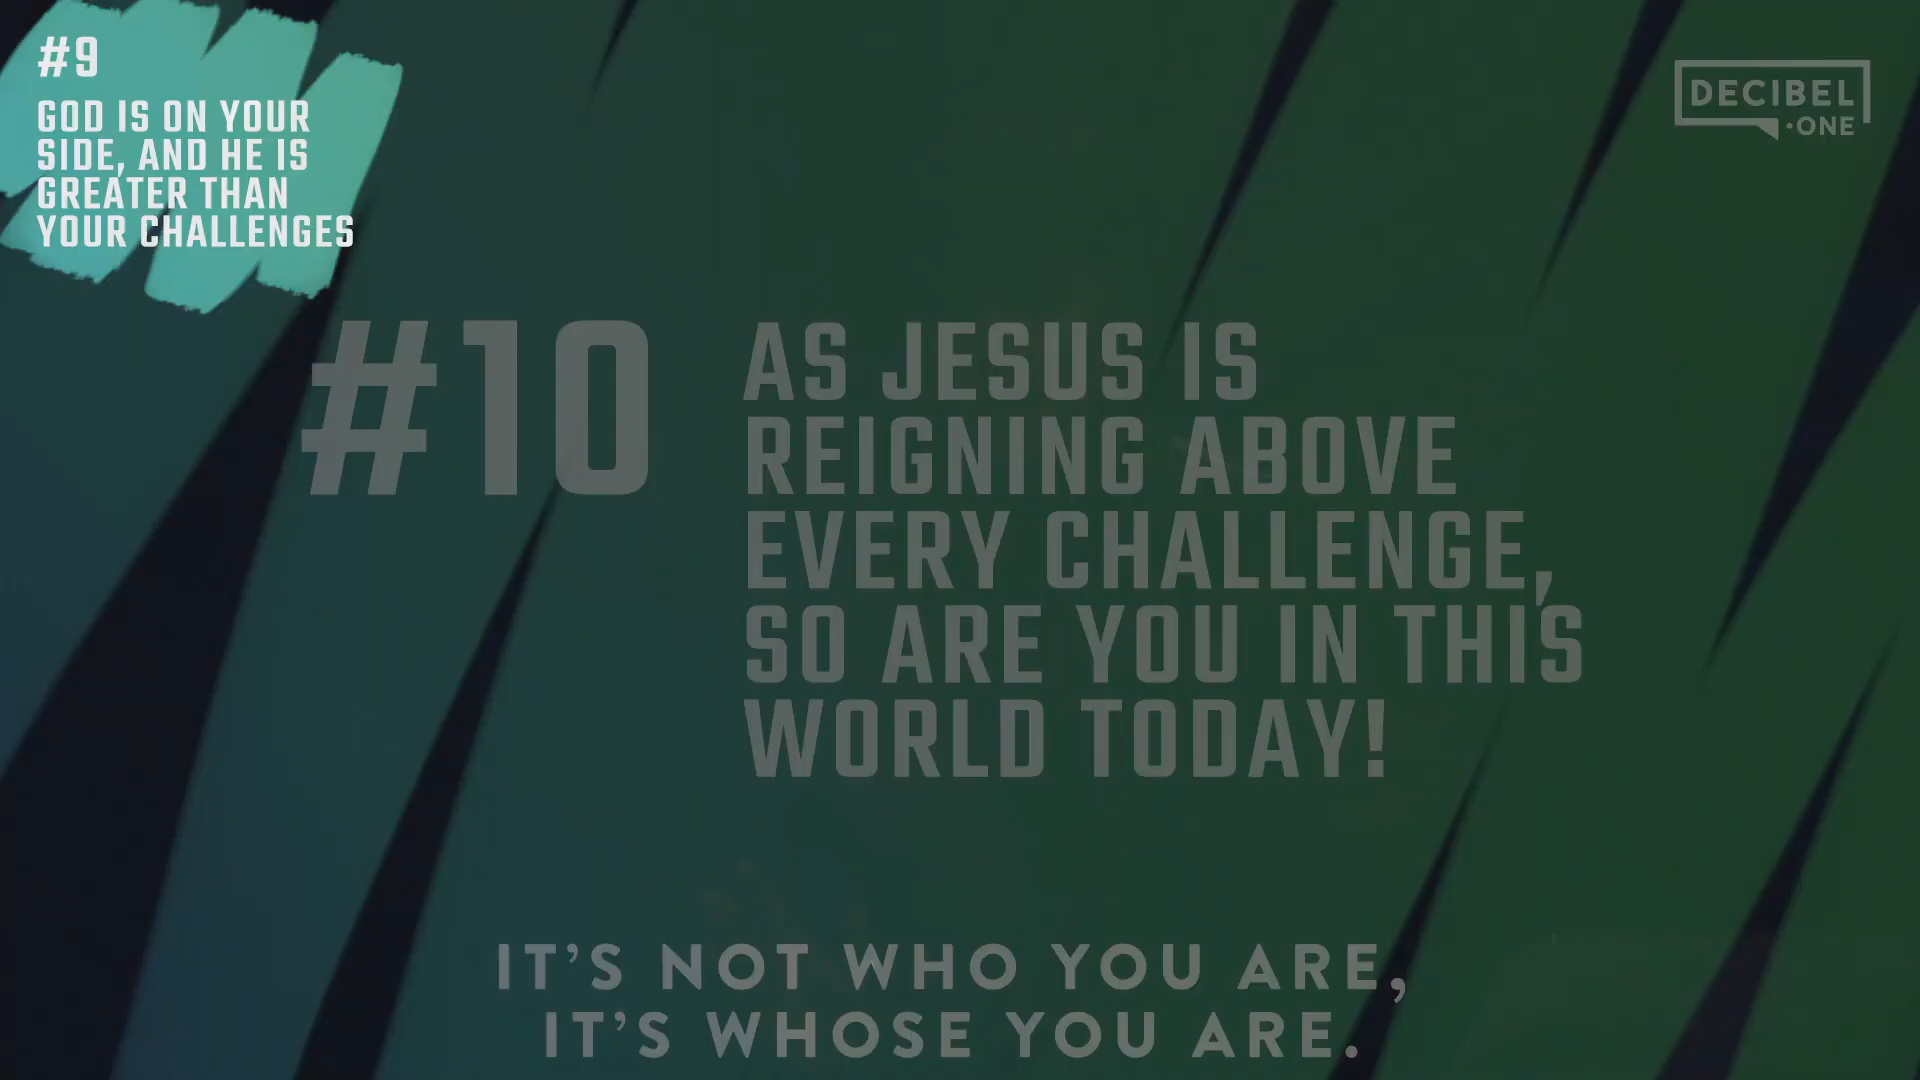 #9
GOD IS ON YOUR
SIDE, AND HE IS
GREATER THAN
YOUR CHALLENGES
DECIBEL
·ONE
#10
AS JESUS IS
REIGNING ABOVE
EVERY CHALLENGE,
SO ARE YOU IN THIS
WORLD TODAY!
IT'S NOT WHO YOU ARE,
IT'S WHOSE YOU ARE.